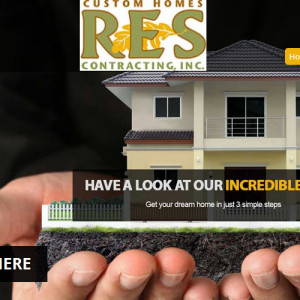 CUSTOM HOMES
RES
CONTRACTING, INC.
Ho
HAVE A LOOK AT OUR INCREDIBLE
Get your dream home in just 3 simple steps
HERE